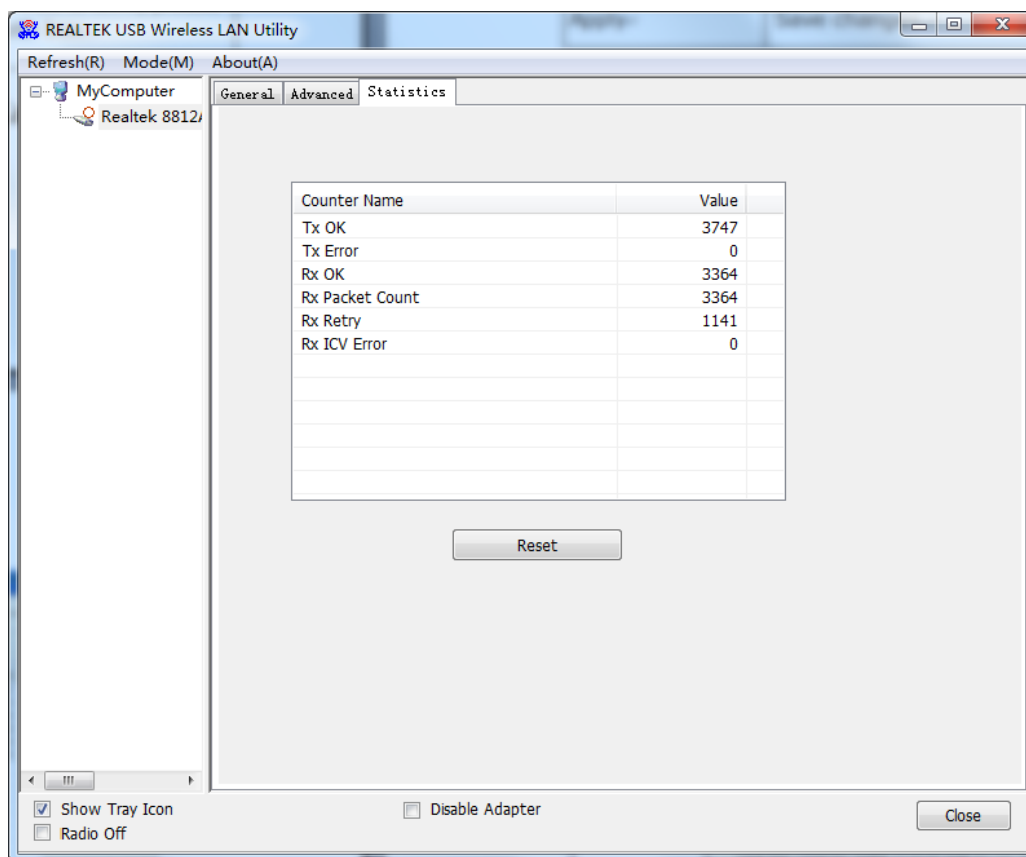 REALTEK USB Wireless LAN Utility
Refresh(R) Mode(M) About(A)
MyComputer
Realtek 8812A
General Advanced Statistics
Counter Name Value
Tx OK 3747
Tx Error 0
Rx OK 3364
Rx Packet Count 3364
Rx Retry 1141
Rx ICV Error 0
Reset
Show Tray Icon
Disable Adapter
Radio Off
Close